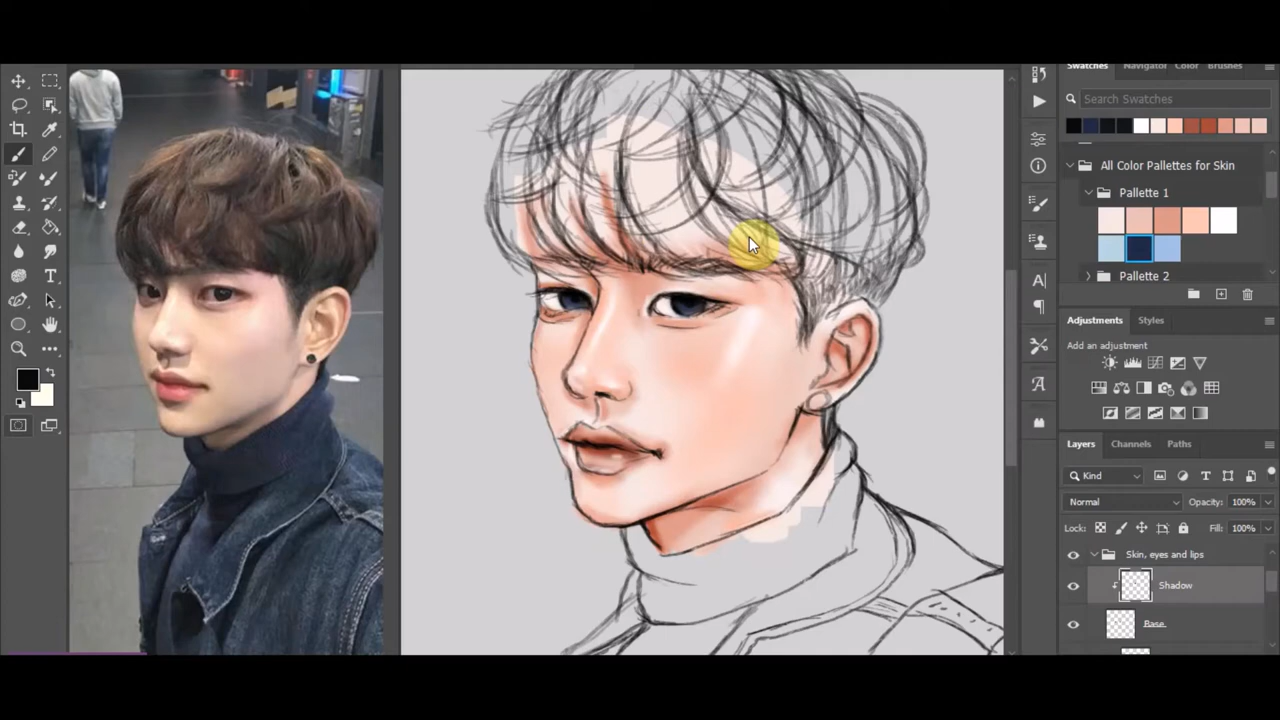 Swatches Navigator Color Brushes
Search Swatches
All Color Pallettes for Skin
Pallette 1
Pallette 2
Adjustments Styles
Add an adjustment
Layers Channels Paths
Kind
Normal Opacity: 100%
Lock: Fill: 100%
Skin, eyes and lips
Shadow
Base